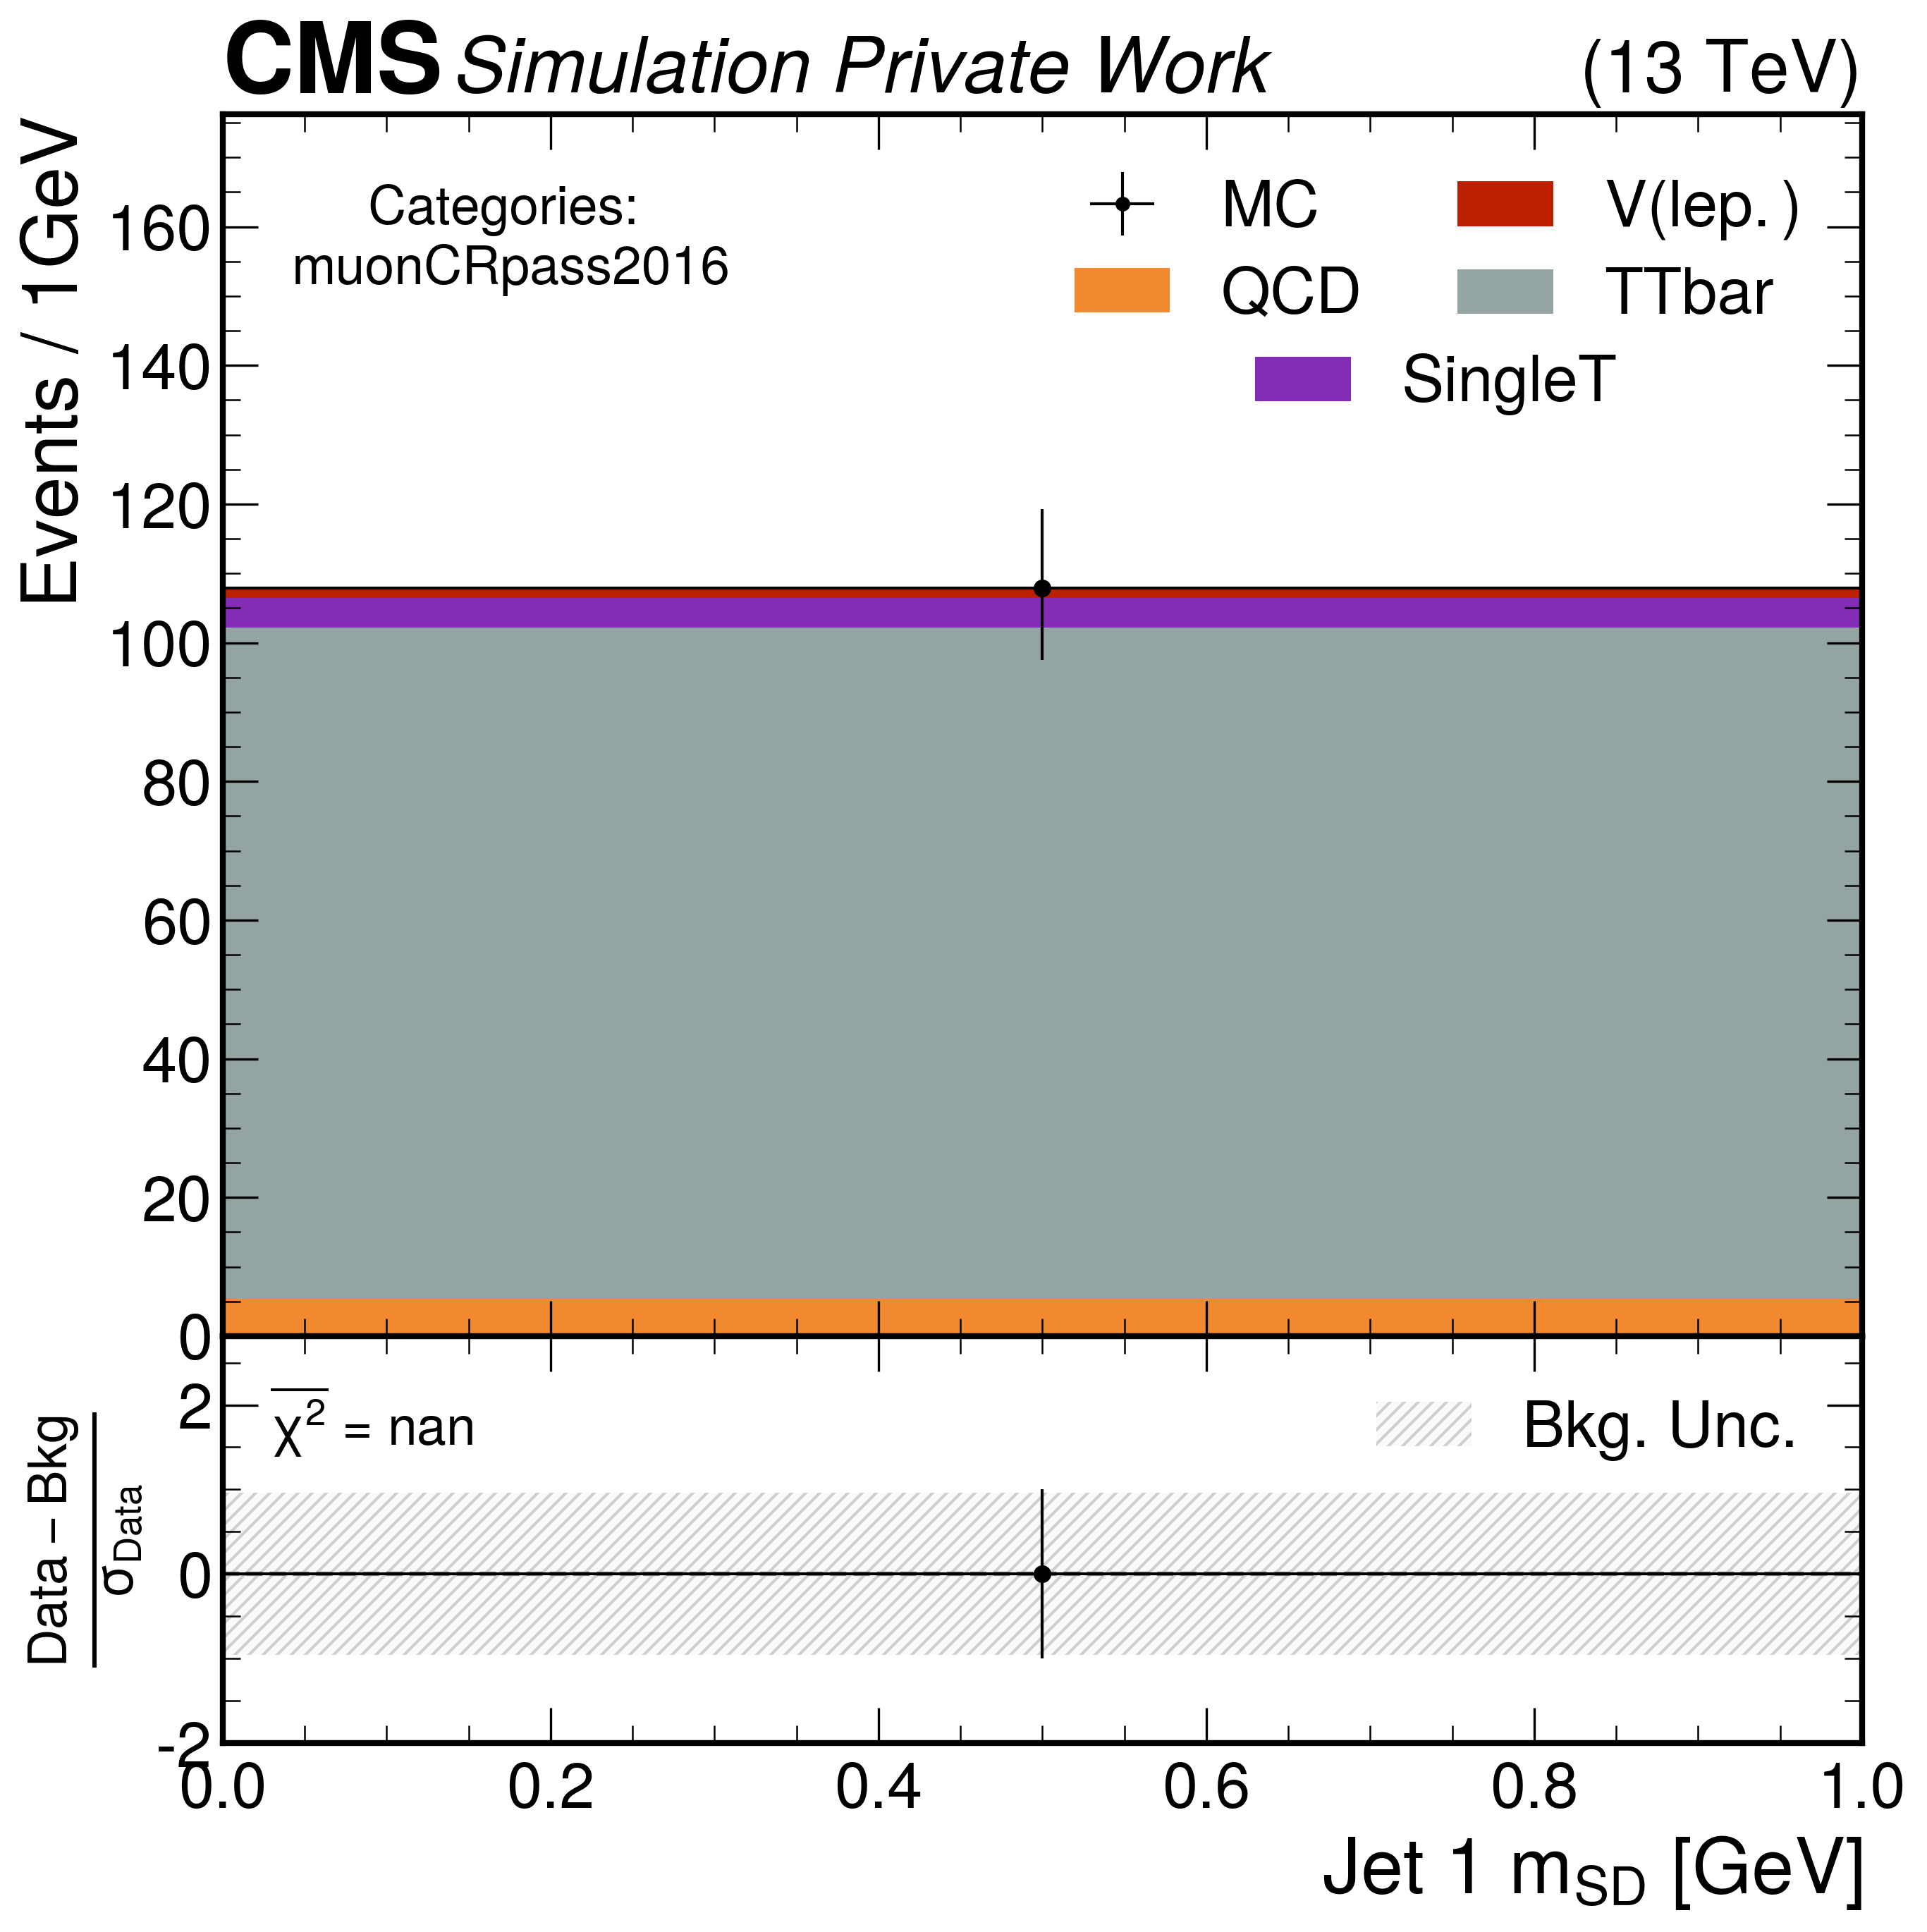 CMS Simulation Private Work (13 TeV)
Events / 1GeV
160
140
120
100
80
60
40
20
0
Categories:
muonCRpass2016
MC
V(lep.)
QCD
TTbar
SingleT
Data – Bkg
σData
2
0
-2
χ² = nan
Bkg. Unc.
0.0 0.2 0.4 0.6 0.8 1.0
Jet 1 mSD [GeV]